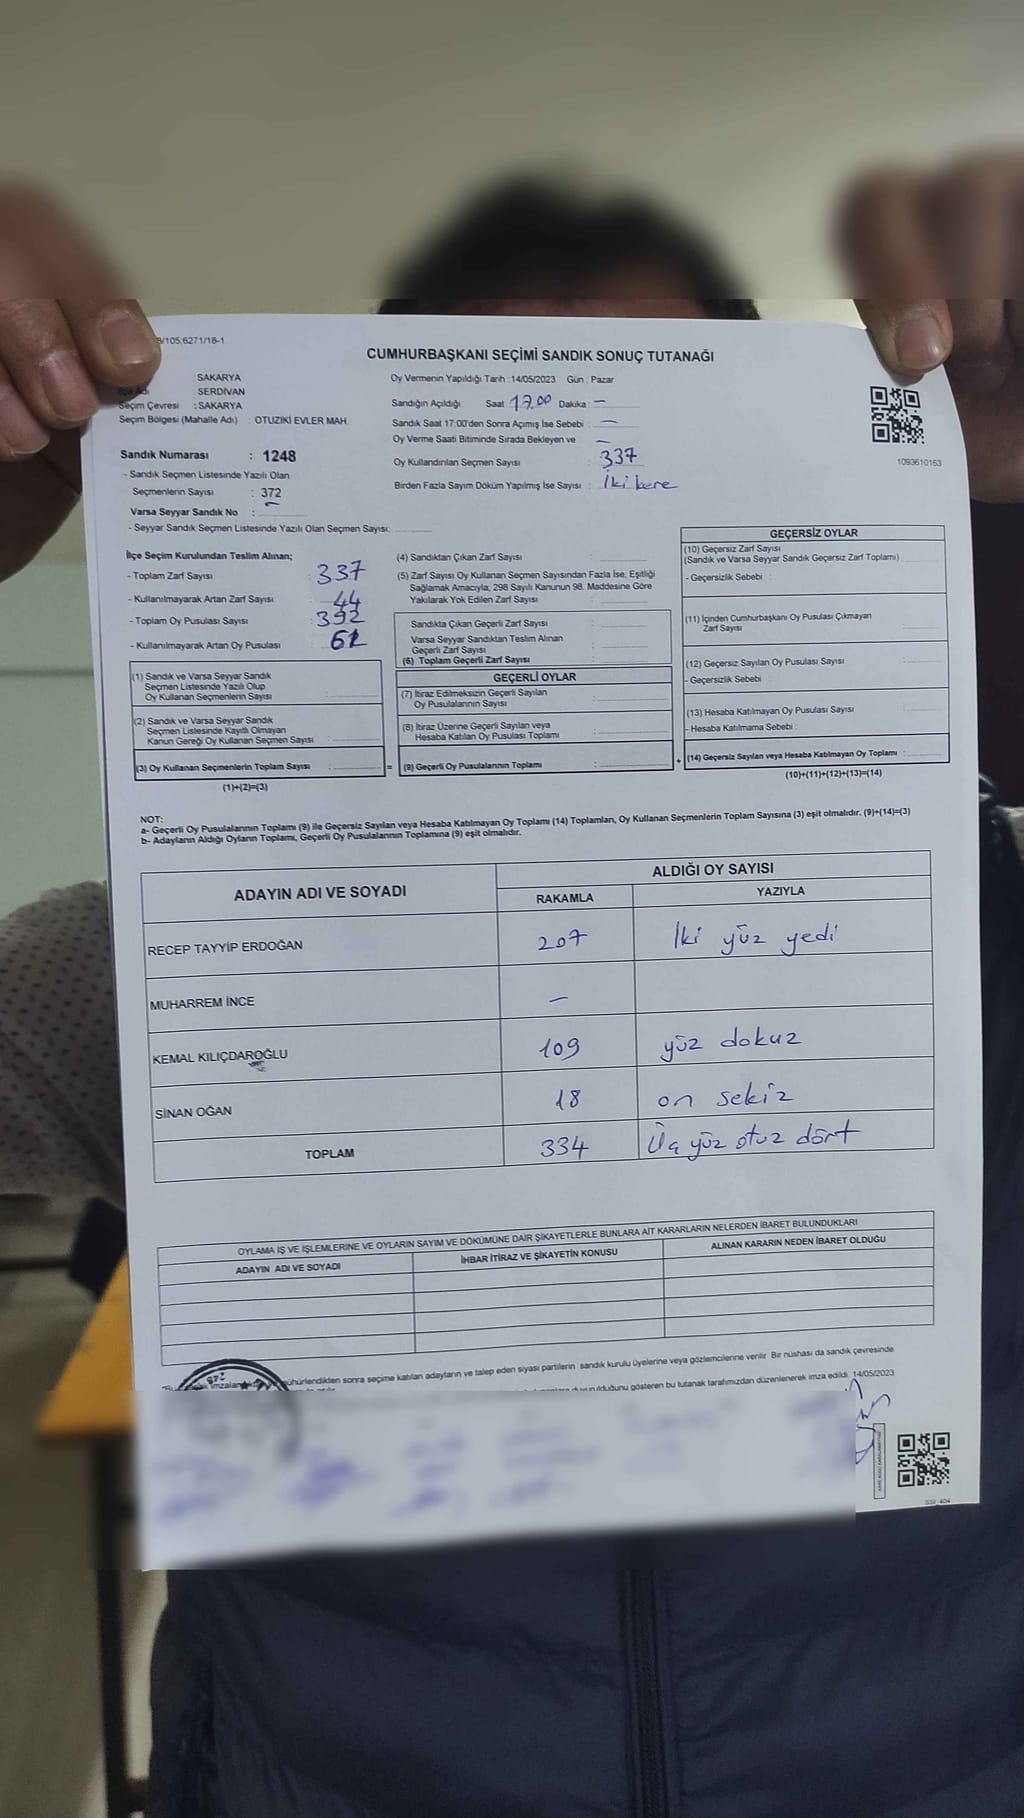 /105.6271/18-1
CUMHURBAŞKANI SEÇİMİ SANDIK SONUÇ TUTANAĞI
: SAKARYA
: SERDİVAN
Seçim Çevresi : SAKARYA
Seçim Bölgesi (Mahalle Adı) : OTUZİKİ EVLER MAH.
Sandık Numarası : 1248
- Sandık Seçmen Listesinde Yazılı Olan
Seçmenlerin Sayısı : 372
Varsa Seyyar Sandık No :
- Seyyar Sandık Seçmen Listesinde Yazılı Olan Seçmen Sayısı:
Oy Vermenin Yapıldığı Tarih :14/05/2023 Gün : Pazar
Sandığın Açıldığı Saat 17.00 Dakika : —
Sandık Saat 17.00'den Sonra Açımış İse Sebebi : —
Oy Verme Saati Bitiminde Sırada Bekleyen ve —
Oy Kullandırılan Seçmen Sayısı : 337
Birden Fazla Sayım Döküm Yapılmış İse Sayısı : İki kere
1093610163
İlçe Seçim Kurulundan Teslim Alınan;
- Toplam Zarf Sayısı : 337
- Kullanılmayarak Artan Zarf Sayısı : 44
- Toplam Oy Pusulası Sayısı : 392
- Kullanılmayarak Artan Oy Pusulası :
(1) Sandık ve Varsa Seyyar Sandık
Seçmen Listesinde Yazılı Olup
Oy Kullanan Seçmenlerin Sayısı :
(2) Sandık ve Varsa Seyyar Sandık
Seçmen Listesinde Kayıtlı Olmayan
Kanun Gereği Oy Kullanan Seçmen Sayısı :
(3) Oy Kullanan Seçmenlerin Toplam Sayısı :
(1)+(2)=(3)
=
(4) Sandıktan Çıkan Zarf Sayısı :
(5) Zarf Sayısı Oy Kullanan Seçmen Sayısından Fazla İse, Eşitliği
Sağlamak Amacıyla, 298 Sayılı Kanunun 98. Maddesine Göre
Yakılarak Yok Edilen Zarf Sayısı :
Sandıkta Çıkan Geçerli Zarf Sayısı :
Varsa Seyyar Sandıktan Teslim Alınan
Geçerli Zarf Sayısı :
(6) Toplam Geçerli Zarf Sayısı :
GEÇERLİ OYLAR
(7) İtiraz Edilmeksizin Geçerli Sayılan
Oy Pusulalarının Sayısı :
(8) İtiraz Üzerine Geçerli Sayılan veya
Hesaba Katılan Oy Pusulası Toplamı :
(9) Geçerli Oy Pusulalarının Toplamı :
+
GEÇERSİZ OYLAR
(10) Geçersiz Zarf Sayısı
(Sandık ve Varsa Seyyar Sandık Geçersiz Zarf Toplamı) :
- Geçersizlik Sebebi :
(11) İçinden Cumhurbaşkanı Oy Pusulası Çıkmayan
Zarf Sayısı :
(12) Geçersiz Sayılan Oy Pusulası Sayısı :
- Geçersizlik Sebebi :
(13) Hesaba Katılmayan Oy Pusulası Sayısı :
- Hesaba Katılmama Sebebi :
(14) Geçersiz Sayılan veya Hesaba Katılmayan Oy Toplamı :
(10)+(11)+(12)+(13)=(14)
NOT:
a- Geçerli Oy Pusulalarının Toplamı (9) ile Geçersiz Sayılan veya Hesaba Katılmayan Oy Toplamı (14) Toplamları, Oy Kullanan Seçmenlerin Toplam Sayısına (3) eşit olmalıdır. (9)+(14)=(3)
b- Adayların Aldığı Oyların Toplamı, Geçerli Oy Pusulalarının Toplamına (9) eşit olmalıdır.
ADAYIN ADI VE SOYADI
ALDIĞI OY SAYISI
RAKAMLA YAZIYLA
RECEP TAYYİP ERDOĞAN 207 İki yüz yedi
MUHARREM İNCE —
KEMAL KILIÇDAROĞLU 109 yüz dokuz
SİNAN OĞAN 18 on sekiz
TOPLAM 334 Üç yüz otuz dört
OYLAMA İŞ VE İŞLEMLERİNE VE OYLARIN SAYIM VE DÖKÜMÜNE DAİR ŞİKAYETLERLE BUNLARA AİT KARARLARIN NELERDEN İBARET BULUNDUKLARI
ADAYIN ADI VE SOYADI İHBAR İTİRAZ VE ŞİKAYETİN KONUSU ALINAN KARARIN NEDEN İBARET OLDUĞU
mühürlendikten sonra seçime katılan adayların ve talep eden siyasi partilerin sandık kurulu üyelerine veya gözlemcilerine verilir. Bir nüshası da sandık çevresinde
gösteren bu tutanak tarafımızdan düzenlenerek imza edildi. 14/05/2023